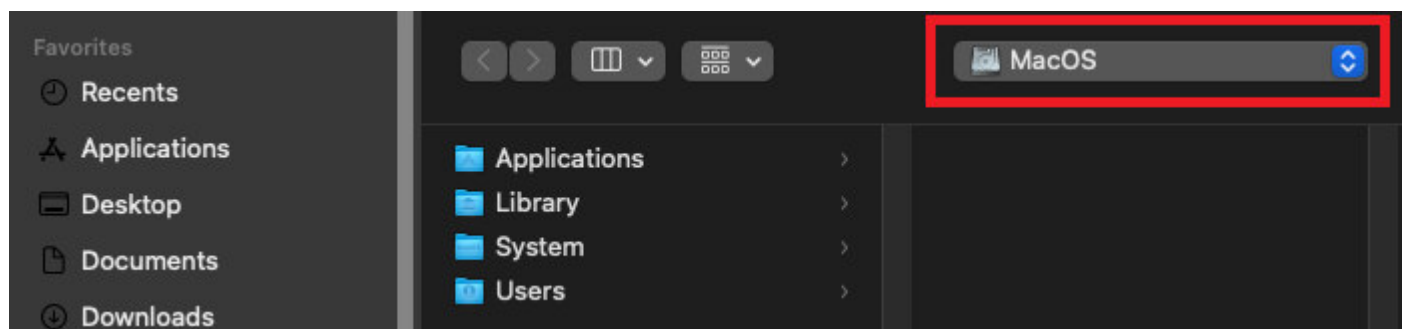 Favorites
Recents
Applications
Desktop
Documents
Downloads
MacOS
Applications
Library
System
Users